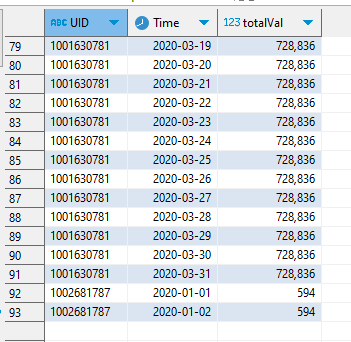 ABC UID Time 123 totalVal
79 1001630781 2020-03-19 728,836
80 1001630781 2020-03-20 728,836
81 1001630781 2020-03-21 728,836
82 1001630781 2020-03-22 728,836
83 1001630781 2020-03-23 728,836
84 1001630781 2020-03-24 728,836
85 1001630781 2020-03-25 728,836
86 1001630781 2020-03-26 728,836
87 1001630781 2020-03-27 728,836
88 1001630781 2020-03-28 728,836
89 1001630781 2020-03-29 728,836
90 1001630781 2020-03-30 728,836
91 1001630781 2020-03-31 728,836
92 1002681787 2020-01-01 594
93 1002681787 2020-01-02 594